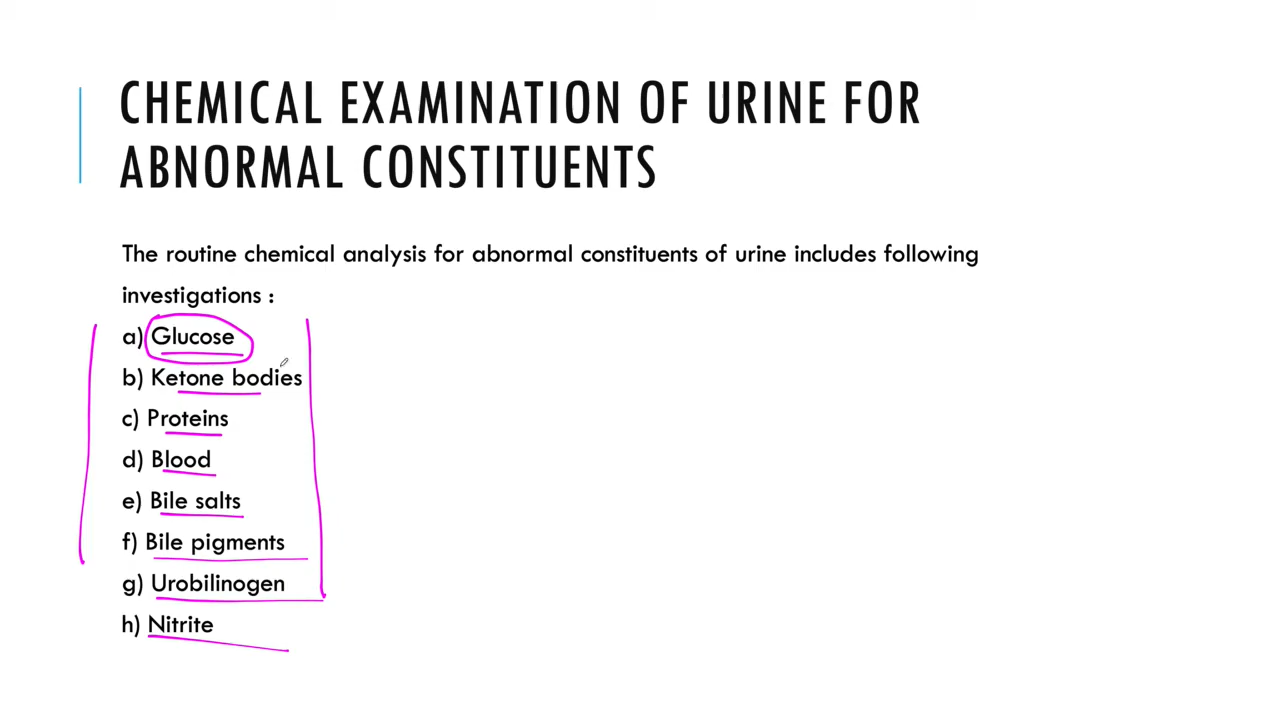 CHEMICAL EXAMINATION OF URINE FOR
ABNORMAL CONSTITUENTS
The routine chemical analysis for abnormal constituents of urine includes following
investigations :
a) Glucose
b) Ketone bodies
c) Proteins
d) Blood
e) Bile salts
f) Bile pigments
g) Urobilinogen
h) Nitrite